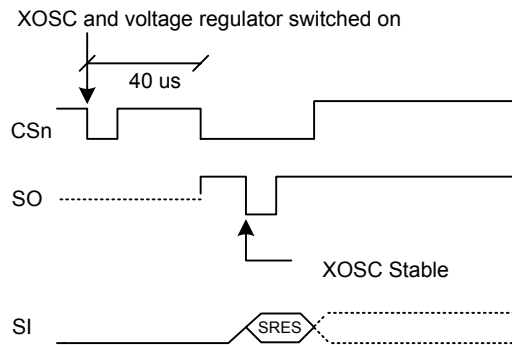 XOSC and voltage regulator switched on
40 us
CSn
SO
XOSC Stable
SI
SRES